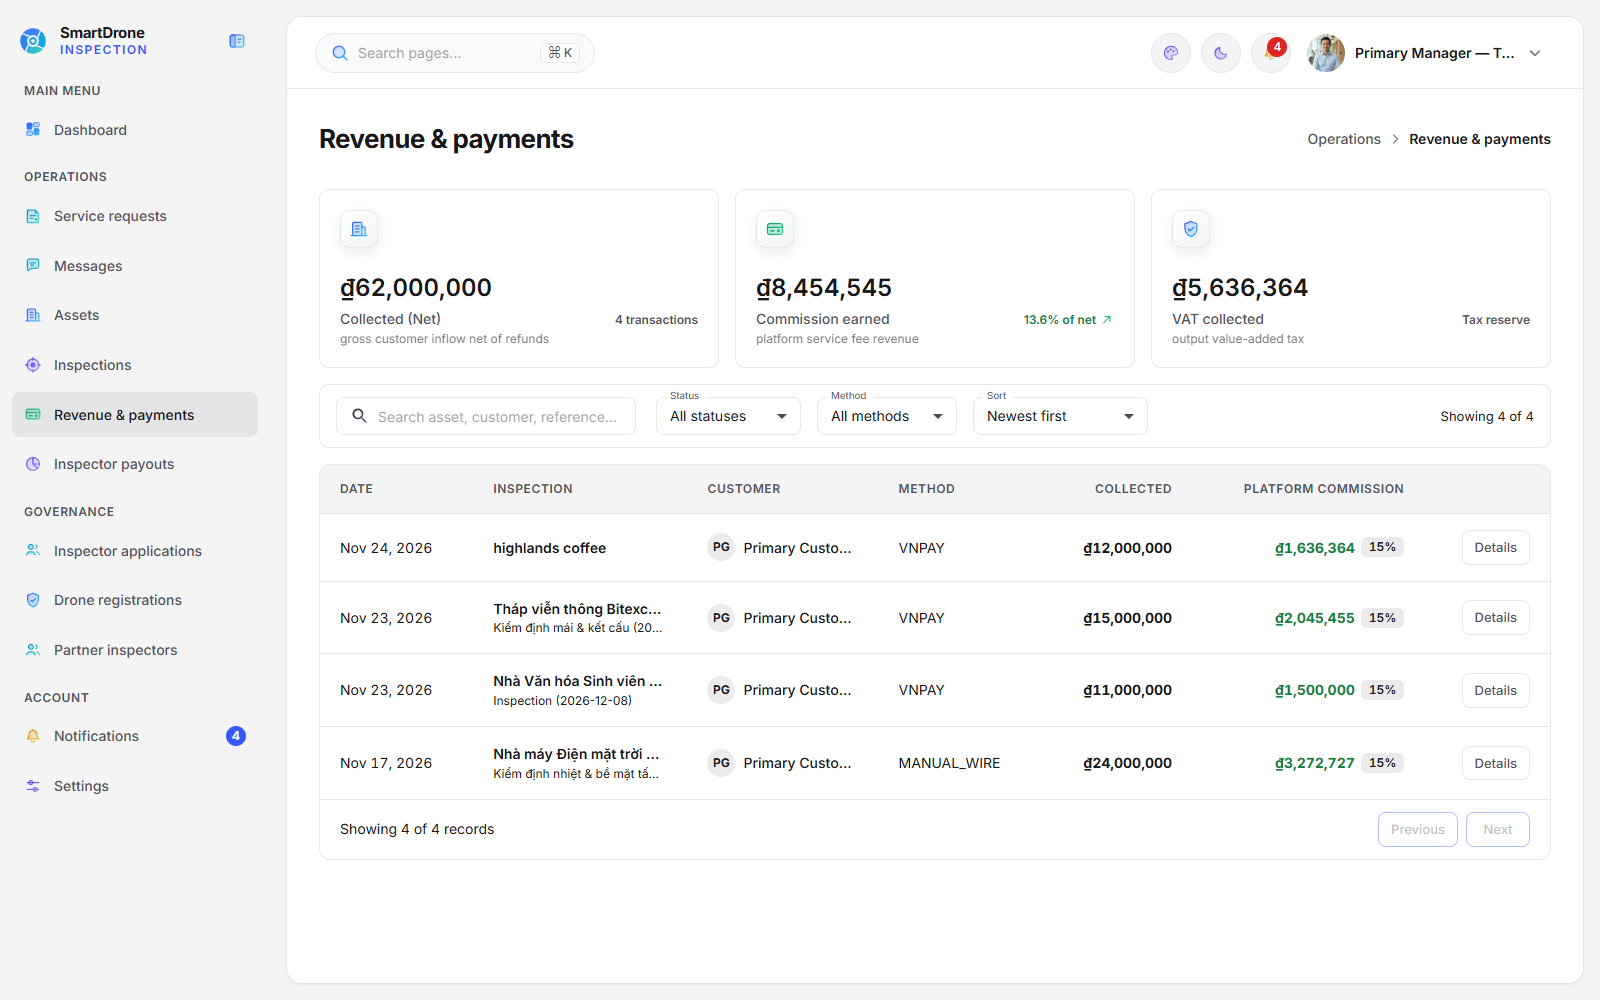 SmartDrone
INSPECTION
MAIN MENU
Dashboard
OPERATIONS
Service requests
Messages
Assets
Inspections
Revenue & payments
Inspector payouts
GOVERNANCE
Inspector applications
Drone registrations
Partner inspectors
ACCOUNT
Notifications 4
Settings
Search pages... ⌘ K
4
Primary Manager — T...
Revenue & payments
Operations > Revenue & payments
₫62,000,000
Collected (Net)
4 transactions
gross customer inflow net of refunds
₫8,454,545
Commission earned
13.6% of net ↗
platform service fee revenue
₫5,636,364
VAT collected
Tax reserve
output value-added tax
Search asset, customer, reference...
Status
All statuses
Method
All methods
Sort
Newest first
Showing 4 of 4
DATE INSPECTION CUSTOMER METHOD COLLECTED PLATFORM COMMISSION
Nov 24, 2026 highlands coffee PG Primary Custo... VNPAY ₫12,000,000 ₫1,636,364 15% Details
Nov 23, 2026 Tháp viễn thông Bitexc... PG Primary Custo... VNPAY ₫15,000,000 ₫2,045,455 15% Details
Kiểm định mái & kết cấu (20...
Nov 23, 2026 Nhà Văn hóa Sinh viên ... PG Primary Custo... VNPAY ₫11,000,000 ₫1,500,000 15% Details
Inspection (2026-12-08)
Nov 17, 2026 Nhà máy Điện mặt trời ... PG Primary Custo... MANUAL_WIRE ₫24,000,000 ₫3,272,727 15% Details
Kiểm định nhiệt & bề mặt tấ...
Showing 4 of 4 records
Previous Next